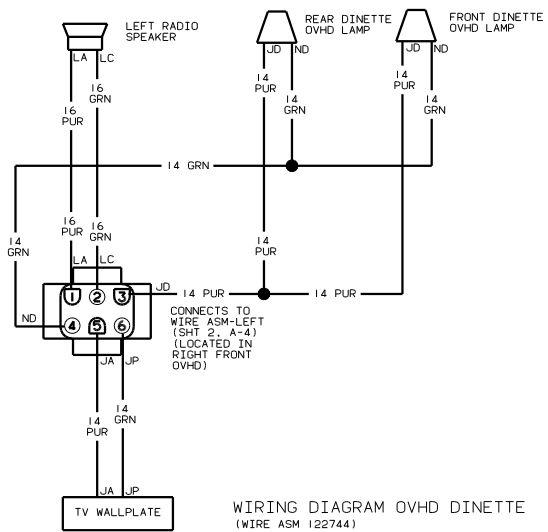 LEFT RADIO
SPEAKER
REAR DINETTE
OVHD LAMP
FRONT DINETTE
OVHD LAMP
LA LC
JD ND
JD ND
16
PUR
16
GRN
14
PUR
14
GRN
14
PUR
14
GRN
14 GRN
14
GRN
16
PUR
16
GRN
14
PUR
LA LC
JD
14 PUR
14 PUR
1 2 3
ND
4 5 6
CONNECTS TO
WIRE ASM-LEFT
(SHT 2, A-4)
(LOCATED IN
RIGHT FRONT
OVHD)
JA JP
14
PUR
14
GRN
JA JP
TV WALLPLATE
WIRING DIAGRAM OVHD DINETTE
(WIRE ASM 122744)